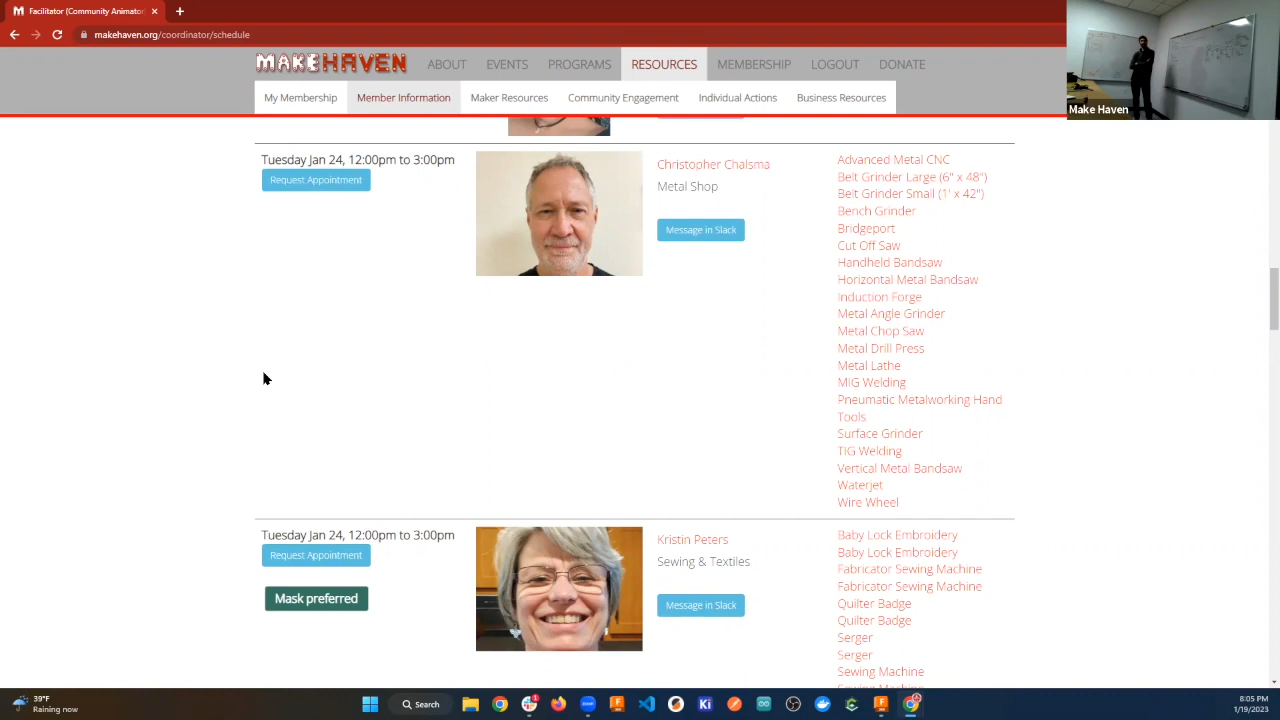 Facilitator (Community Animator
makehaven.org/coordinator/schedule
MAKEHAVEN
ABOUT
EVENTS
PROGRAMS
RESOURCES
MEMBERSHIP
LOGOUT
DONATE
My Membership
Member Information
Maker Resources
Community Engagement
Individual Actions
Business Resources
Make Haven
Tuesday Jan 24, 12:00pm to 3:00pm
Request Appointment
Christopher Chalsma
Metal Shop
Message in Slack
Advanced Metal CNC
Belt Grinder Large (6" x 48")
Belt Grinder Small (1' x 42")
Bench Grinder
Bridgeport
Cut Off Saw
Handheld Bandsaw
Horizontal Metal Bandsaw
Induction Forge
Metal Angle Grinder
Metal Chop Saw
Metal Drill Press
Metal Lathe
MIG Welding
Pneumatic Metalworking Hand
Tools
Surface Grinder
TIG Welding
Vertical Metal Bandsaw
Waterjet
Wire Wheel
Tuesday Jan 24, 12:00pm to 3:00pm
Request Appointment
Mask preferred
Kristin Peters
Sewing & Textiles
Message in Slack
Baby Lock Embroidery
Baby Lock Embroidery
Fabricator Sewing Machine
Fabricator Sewing Machine
Quilter Badge
Quilter Badge
Serger
Serger
Sewing Machine
39°F
Raining now
Search
8:05 PM
1/19/2023